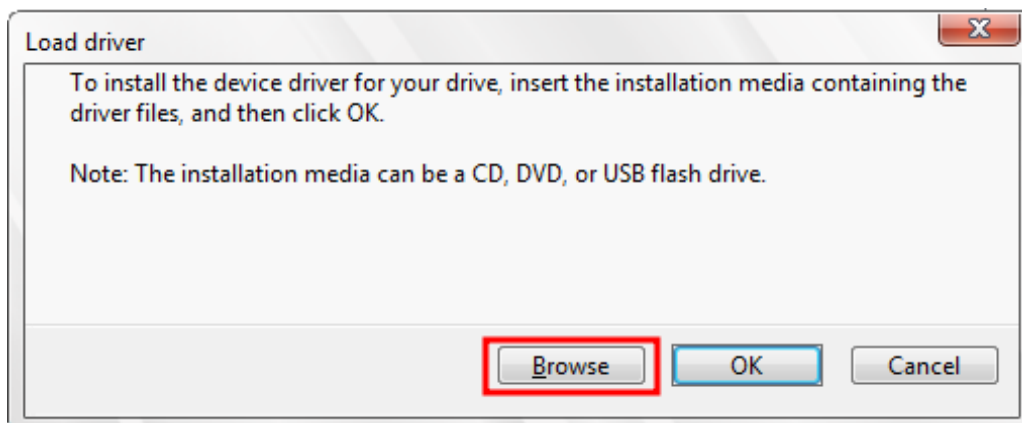 Load driver
To install the device driver for your drive, insert the installation media containing the
driver files, and then click OK.
Note: The installation media can be a CD, DVD, or USB flash drive.
Browse OK Cancel